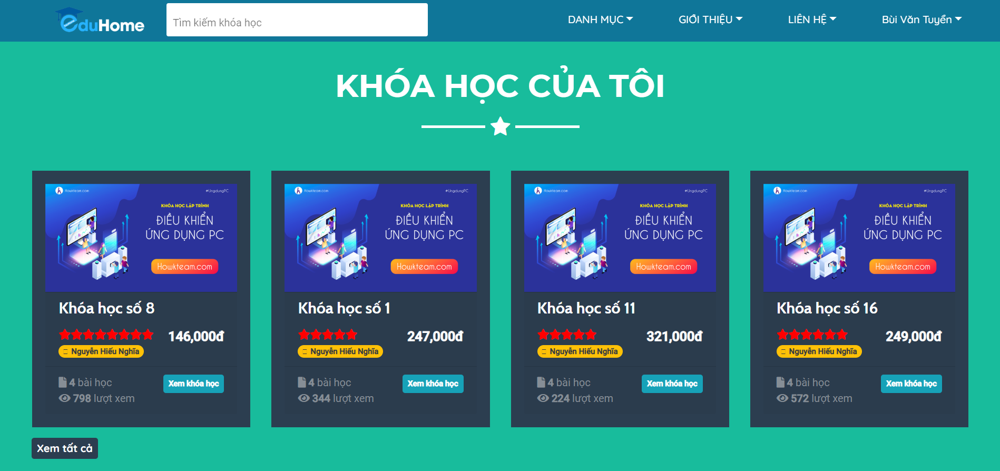 eduHome
Tìm kiếm khóa học
DANH MỤC
GIỚI THIỆU
LIÊN HỆ
Bùi Văn Tuyển
KHÓA HỌC CỦA TÔI
Howkteam.com
#UngdungPC
KHÓA HỌC LẬP TRÌNH
ĐIỀU KHIỂN
ỨNG DỤNG PC
Howkteam.com
Khóa học số 8
146,000đ
Nguyễn Hiếu Nghĩa
4 bài học
Xem khóa học
798 lượt xem
Howkteam.com
#UngdungPC
KHÓA HỌC LẬP TRÌNH
ĐIỀU KHIỂN
ỨNG DỤNG PC
Howkteam.com
Khóa học số 1
247,000đ
Nguyễn Hiếu Nghĩa
4 bài học
Xem khóa học
344 lượt xem
Howkteam.com
#UngdungPC
KHÓA HỌC LẬP TRÌNH
ĐIỀU KHIỂN
ỨNG DỤNG PC
Howkteam.com
Khóa học số 11
321,000đ
Nguyễn Hiếu Nghĩa
4 bài học
Xem khóa học
224 lượt xem
Howkteam.com
#UngdungPC
KHÓA HỌC LẬP TRÌNH
ĐIỀU KHIỂN
ỨNG DỤNG PC
Howkteam.com
Khóa học số 16
249,000đ
Nguyễn Hiếu Nghĩa
4 bài học
Xem khóa học
572 lượt xem
Xem tất cả